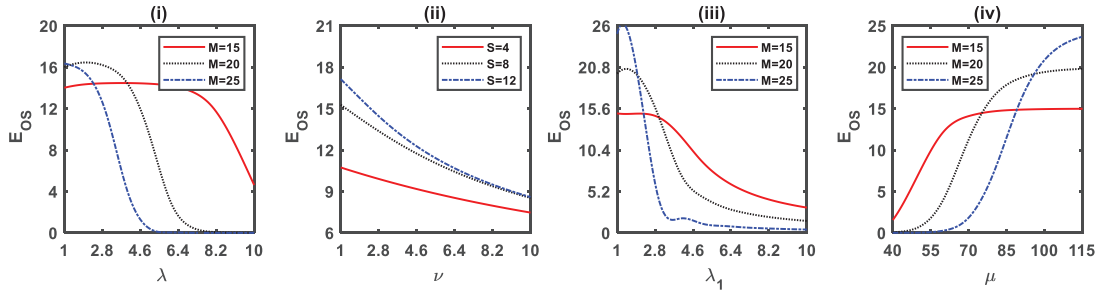 (i)
E_OS
20
16
12
8
4
0
M=15
M=20
M=25
1 2.8 4.6 6.4 8.2 10
λ
(ii)
E_OS
21
18
15
12
9
6
S=4
S=8
S=12
1 2.8 4.6 6.4 8.2 10
ν
(iii)
E_OS
26
20.8
15.6
10.4
5.2
0
M=15
M=20
M=25
1 2.8 4.6 6.4 8.2 10
λ_1
(iv)
E_OS
25
20
15
10
5
0
M=15
M=20
M=25
40 55 70 85 100 115
μ